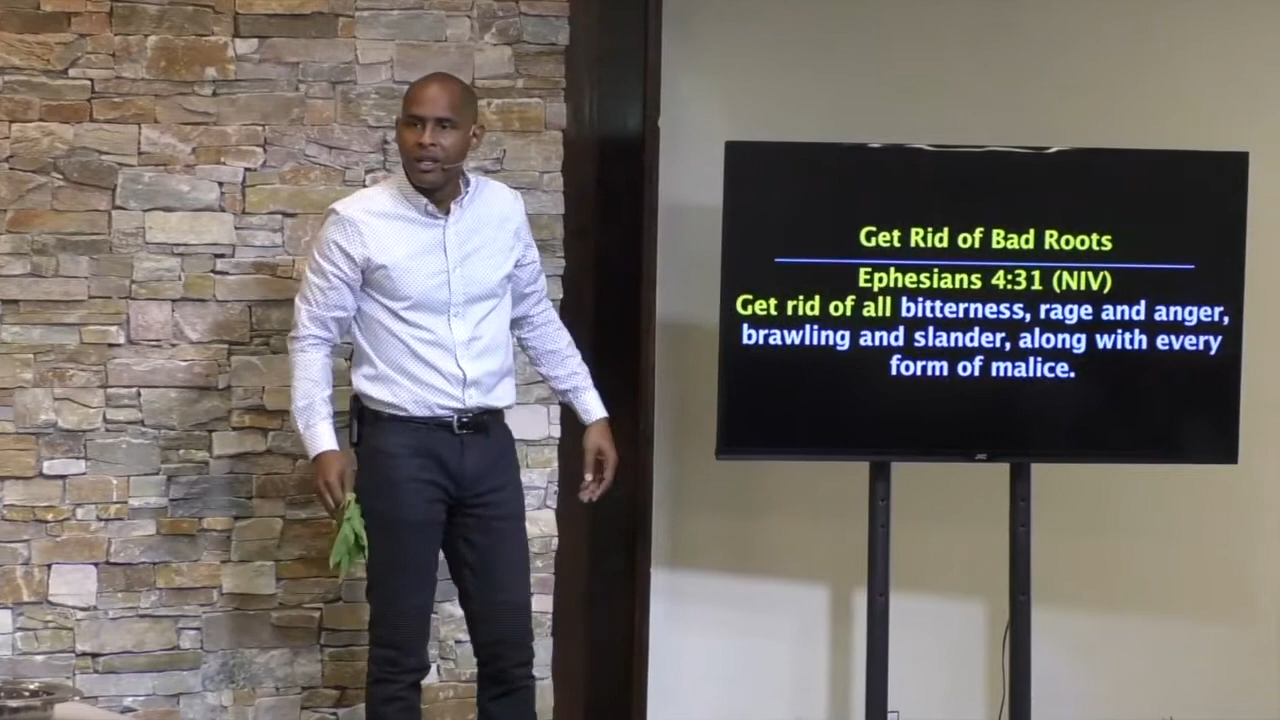 Get Rid of Bad Roots
Ephesians 4:31 (NIV)
Get rid of all bitterness, rage and anger,
brawling and slander, along with every
form of malice.
JVC